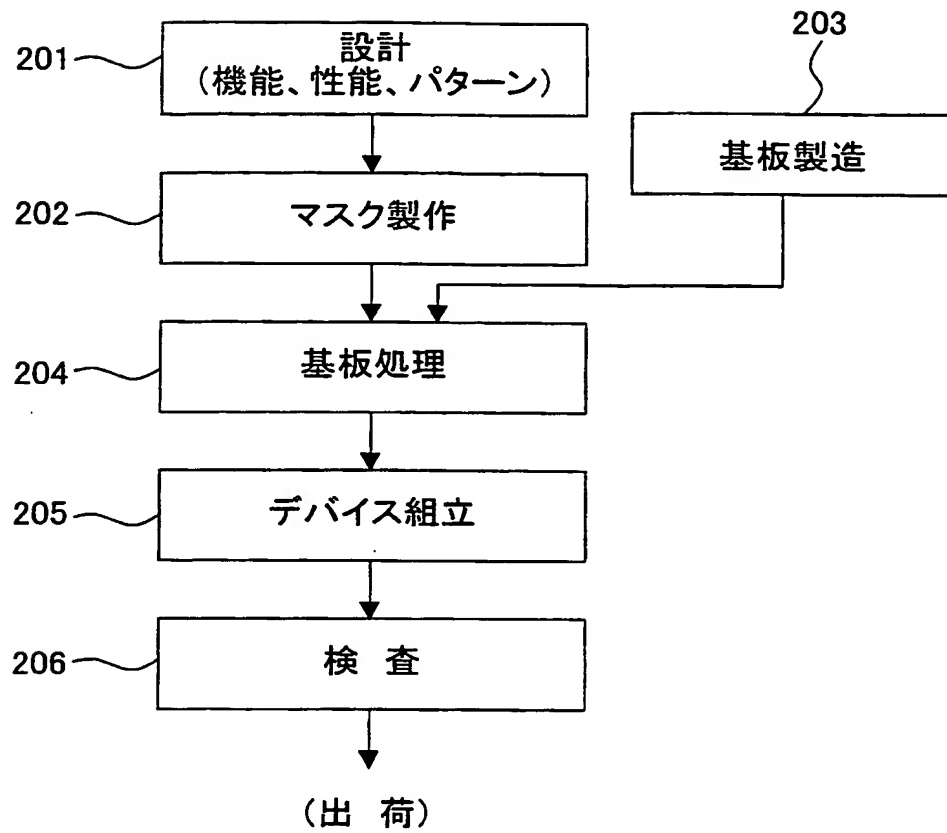 201
設計
(機能、性能、パターン)
203
基板製造
202
マスク製作
204
基板処理
205
デバイス組立
206
検 査
(出 荷)